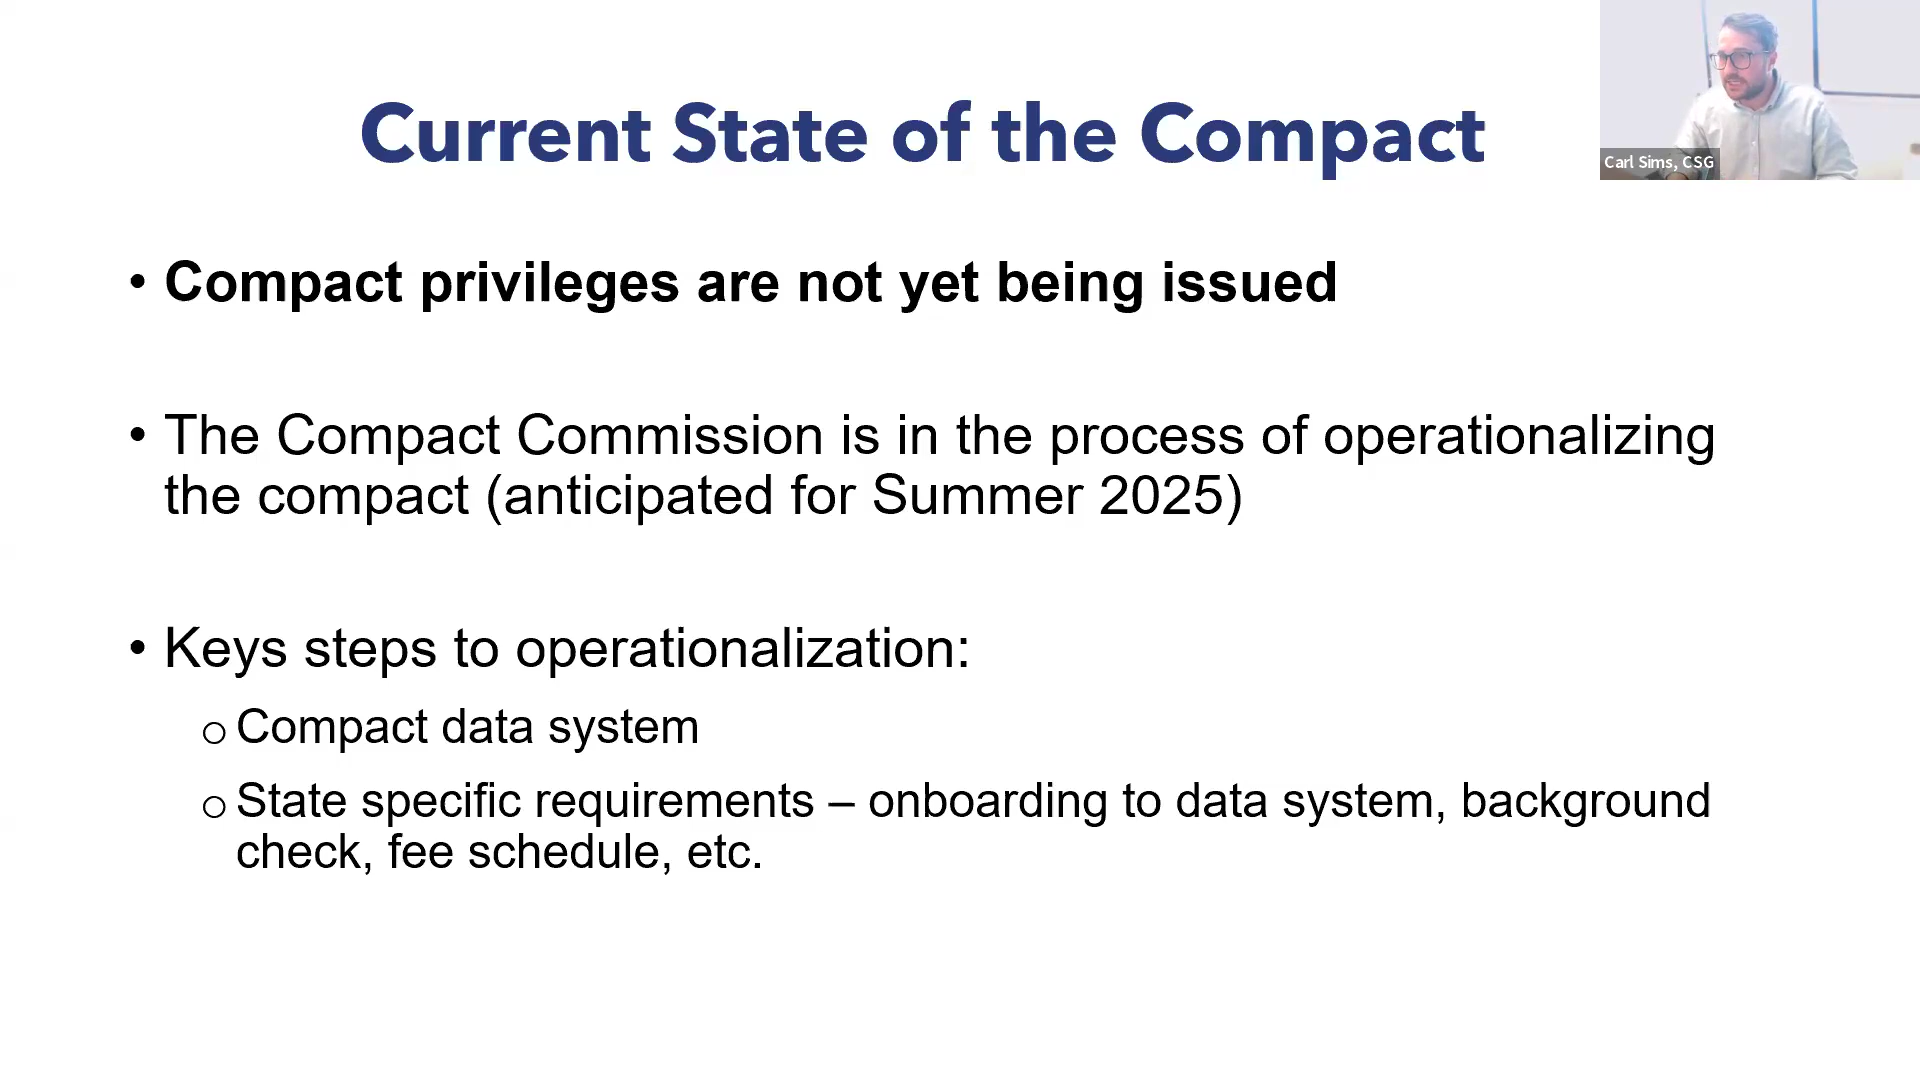 Current State of the Compact
Carl Sims, CSG
• Compact privileges are not yet being issued
• The Compact Commission is in the process of operationalizing
the compact (anticipated for Summer 2025)
• Keys steps to operationalization:
o Compact data system
o State specific requirements – onboarding to data system, background
check, fee schedule, etc.